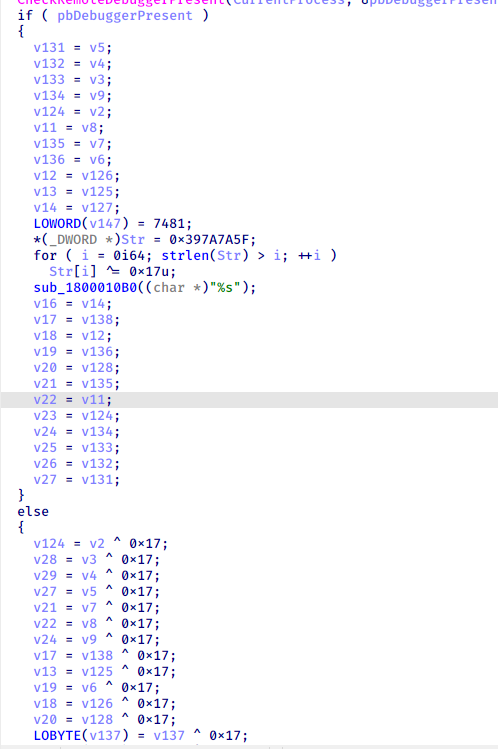 CheckRemoteDebuggerPresent(CurrentProcess, &pbDebuggerPresen
if ( pbDebuggerPresent )
{
v131 = v5;
v132 = v4;
v133 = v3;
v134 = v9;
v124 = v2;
v11 = v8;
v135 = v7;
v136 = v6;
v12 = v126;
v13 = v125;
v14 = v127;
LOWORD(v147) = 7481;
*(_DWORD *)Str = 0x397A7A5F;
for ( i = 0i64; strlen(Str) > i; ++i )
Str[i] ^= 0x17u;
sub_1800010B0((char *)"%s");
v16 = v14;
v17 = v138;
v18 = v12;
v19 = v136;
v20 = v128;
v21 = v135;
v22 = v11;
v23 = v124;
v24 = v134;
v25 = v133;
v26 = v132;
v27 = v131;
}
else
{
v124 = v2 ^ 0x17;
v28 = v3 ^ 0x17;
v29 = v4 ^ 0x17;
v27 = v5 ^ 0x17;
v21 = v7 ^ 0x17;
v22 = v8 ^ 0x17;
v24 = v9 ^ 0x17;
v17 = v138 ^ 0x17;
v13 = v125 ^ 0x17;
v19 = v6 ^ 0x17;
v18 = v126 ^ 0x17;
v20 = v128 ^ 0x17;
LOBYTE(v137) = v137 ^ 0x17;